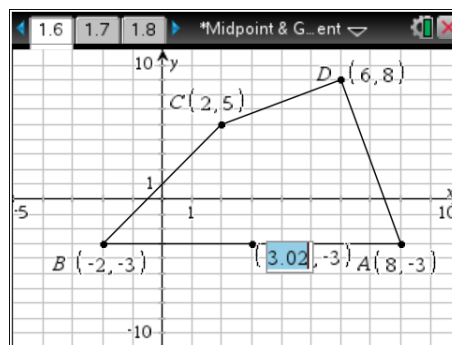 1.6 1.7 1.8 *Midpoint & G...ent
10 y
D (6,8)
C (2,5)
1
x
-5 1 10
B (-2,-3) (3.02,-3) A(8,-3)
-10